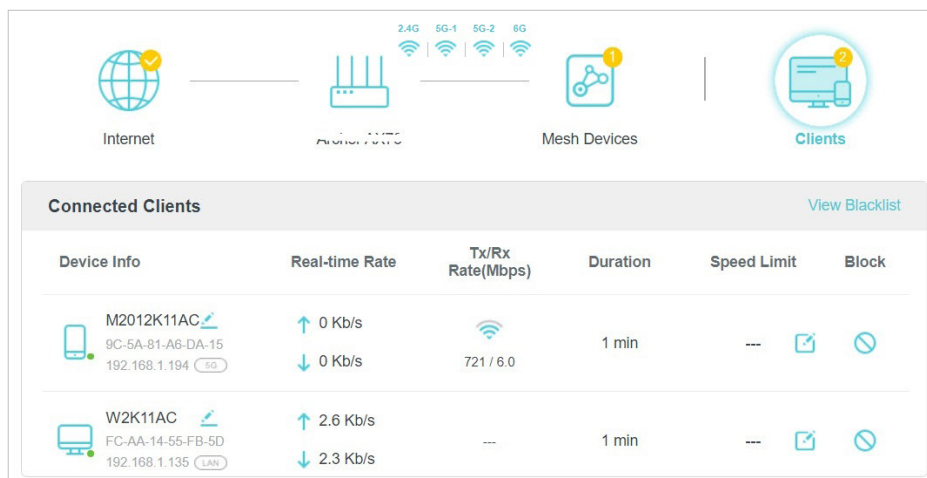 2.4G 5G-1 5G-2 6G
1
2
Internet
Mesh Devices
Clients
Connected Clients
View Blacklist
Device Info
Real-time Rate
Tx/Rx
Rate(Mbps)
Duration
Speed Limit
Block
M2012K11AC
9C-5A-81-A6-DA-15
192.168.1.194 5G
0 Kb/s
0 Kb/s
721 / 6.0
1 min
---
W2K11AC
FC-AA-14-55-FB-5D
192.168.1.135 LAN
2.6 Kb/s
2.3 Kb/s
---
1 min
---